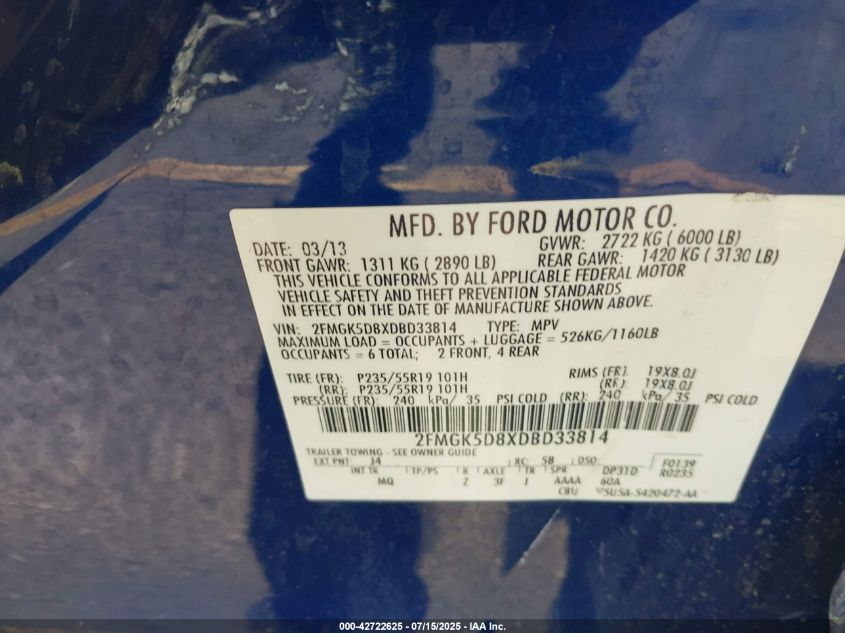 MFD. BY FORD MOTOR CO.
DATE: 03/13 GVWR: 2722 KG ( 6000 LB)
FRONT GAWR: 1311 KG ( 2890 LB) REAR GAWR: 1420 KG ( 3130 LB)
THIS VEHICLE CONFORMS TO ALL APPLICABLE FEDERAL MOTOR
VEHICLE SAFETY AND THEFT PREVENTION STANDARDS
IN EFFECT ON THE DATE OF MANUFACTURE SHOWN ABOVE.
VIN: 2FMGK5D8XDBD33814 TYPE: MPV
MAXIMUM LOAD = OCCUPANTS + LUGGAGE = 526KG/1160LB
OCCUPANTS = 6 TOTAL; 2 FRONT, 4 REAR
TIRE (FR): P235/55R19 101H RIMS (FR): 19X8.0J
(RR): P235/55R19 101H (RR): 19X8.0J
PRESSURE (FR): 240 kPa/ 35 PSI COLD (RR): 240 kPa/ 35 PSI COLD
2FMGK5D8XDBD33814
TRAILER TOWING - SEE OWNER GUIDE
EXT PNT: J4 RC: 58 DSO: F0139
INT TR TP/PS R AXLE TR SPR DP31D R0235
MQ Z 3F J AAAA 60A
5U5A-5420472-AA
000-42722625 - 07/15/2025 - IAA Inc.